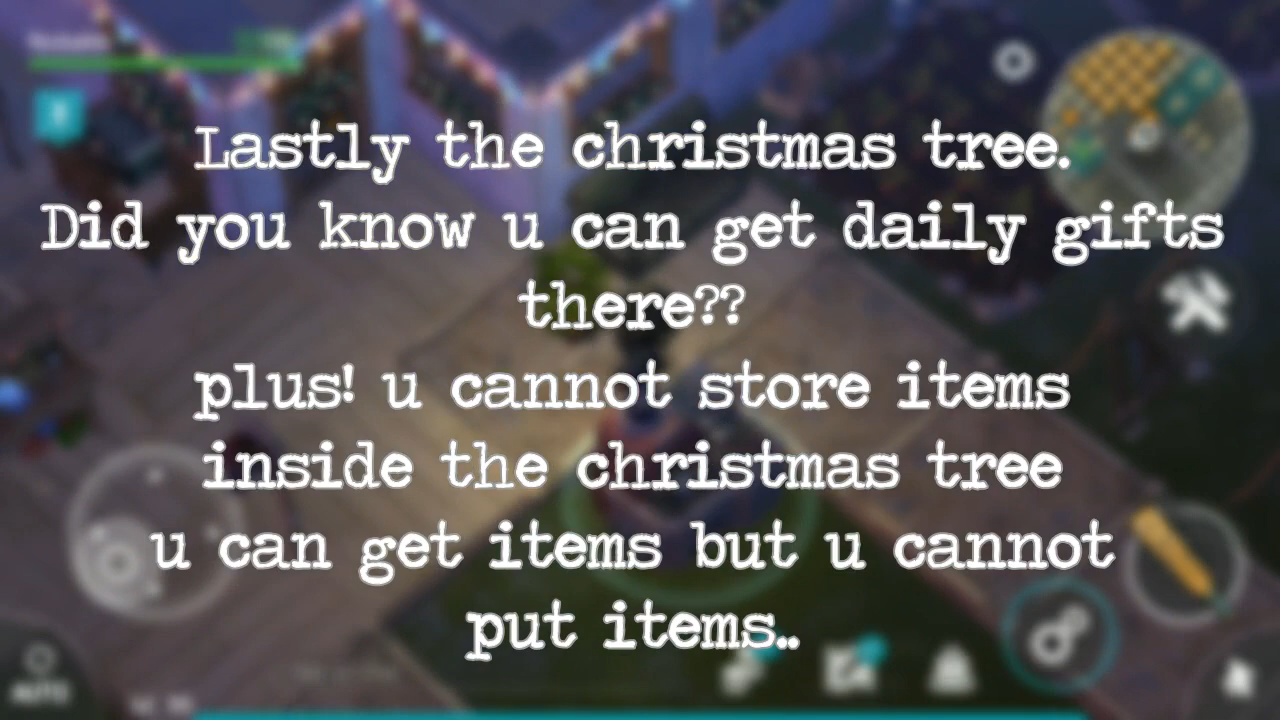 Lastly the christmas tree.
Did you know u can get daily gifts
there??
plus! u cannot store items
inside the christmas tree
u can get items but u cannot
put items..
AUTO